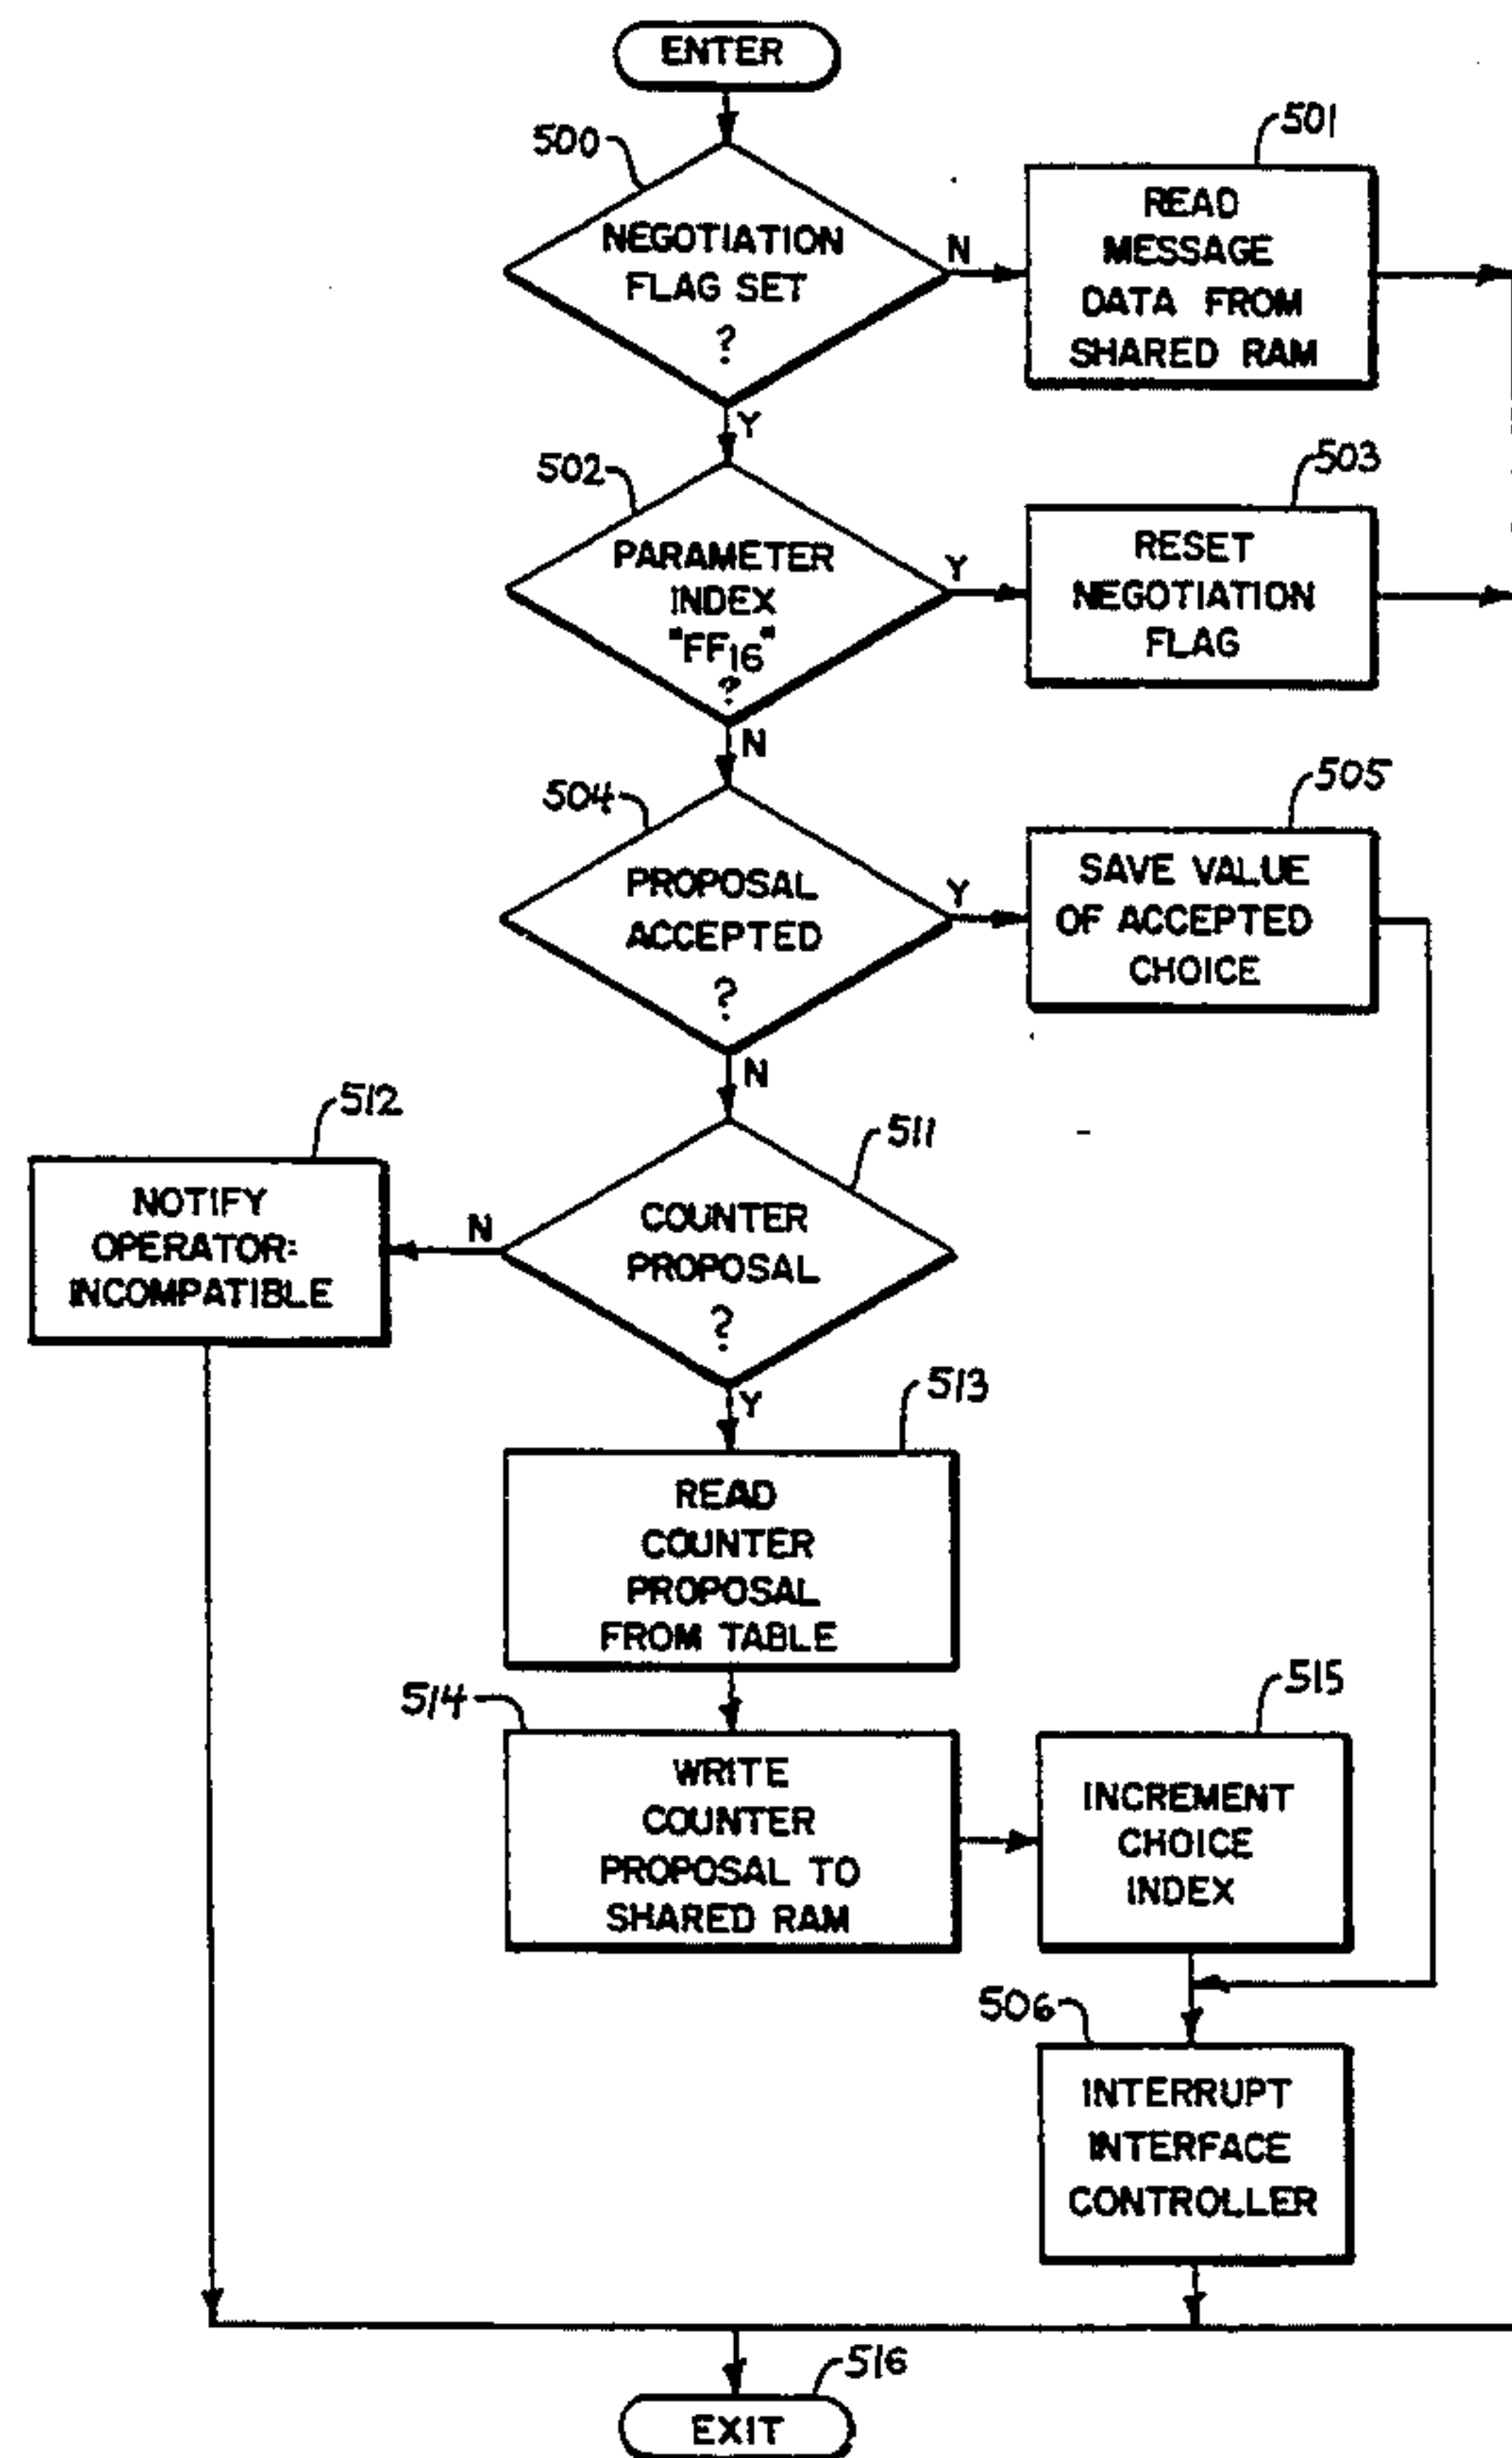 ENTER
500
NEGOTIATION
FLAG SET
?
N
501
READ
MESSAGE
DATA FROM
SHARED RAM
Y
502
PARAMETER
INDEX
"FF16"
?
Y
503
RESET
NEGOTIATION
FLAG
N
504
PROPOSAL
ACCEPTED
?
Y
505
SAVE VALUE
OF ACCEPTED
CHOICE
N
511
COUNTER
PROPOSAL
?
N
512
NOTIFY
OPERATOR:
INCOMPATIBLE
Y
513
READ
COUNTER
PROPOSAL
FROM TABLE
514
WRITE
COUNTER
PROPOSAL TO
SHARED RAM
515
INCREMENT
CHOICE
INDEX
506
INTERRUPT
INTERFACE
CONTROLLER
516
EXIT